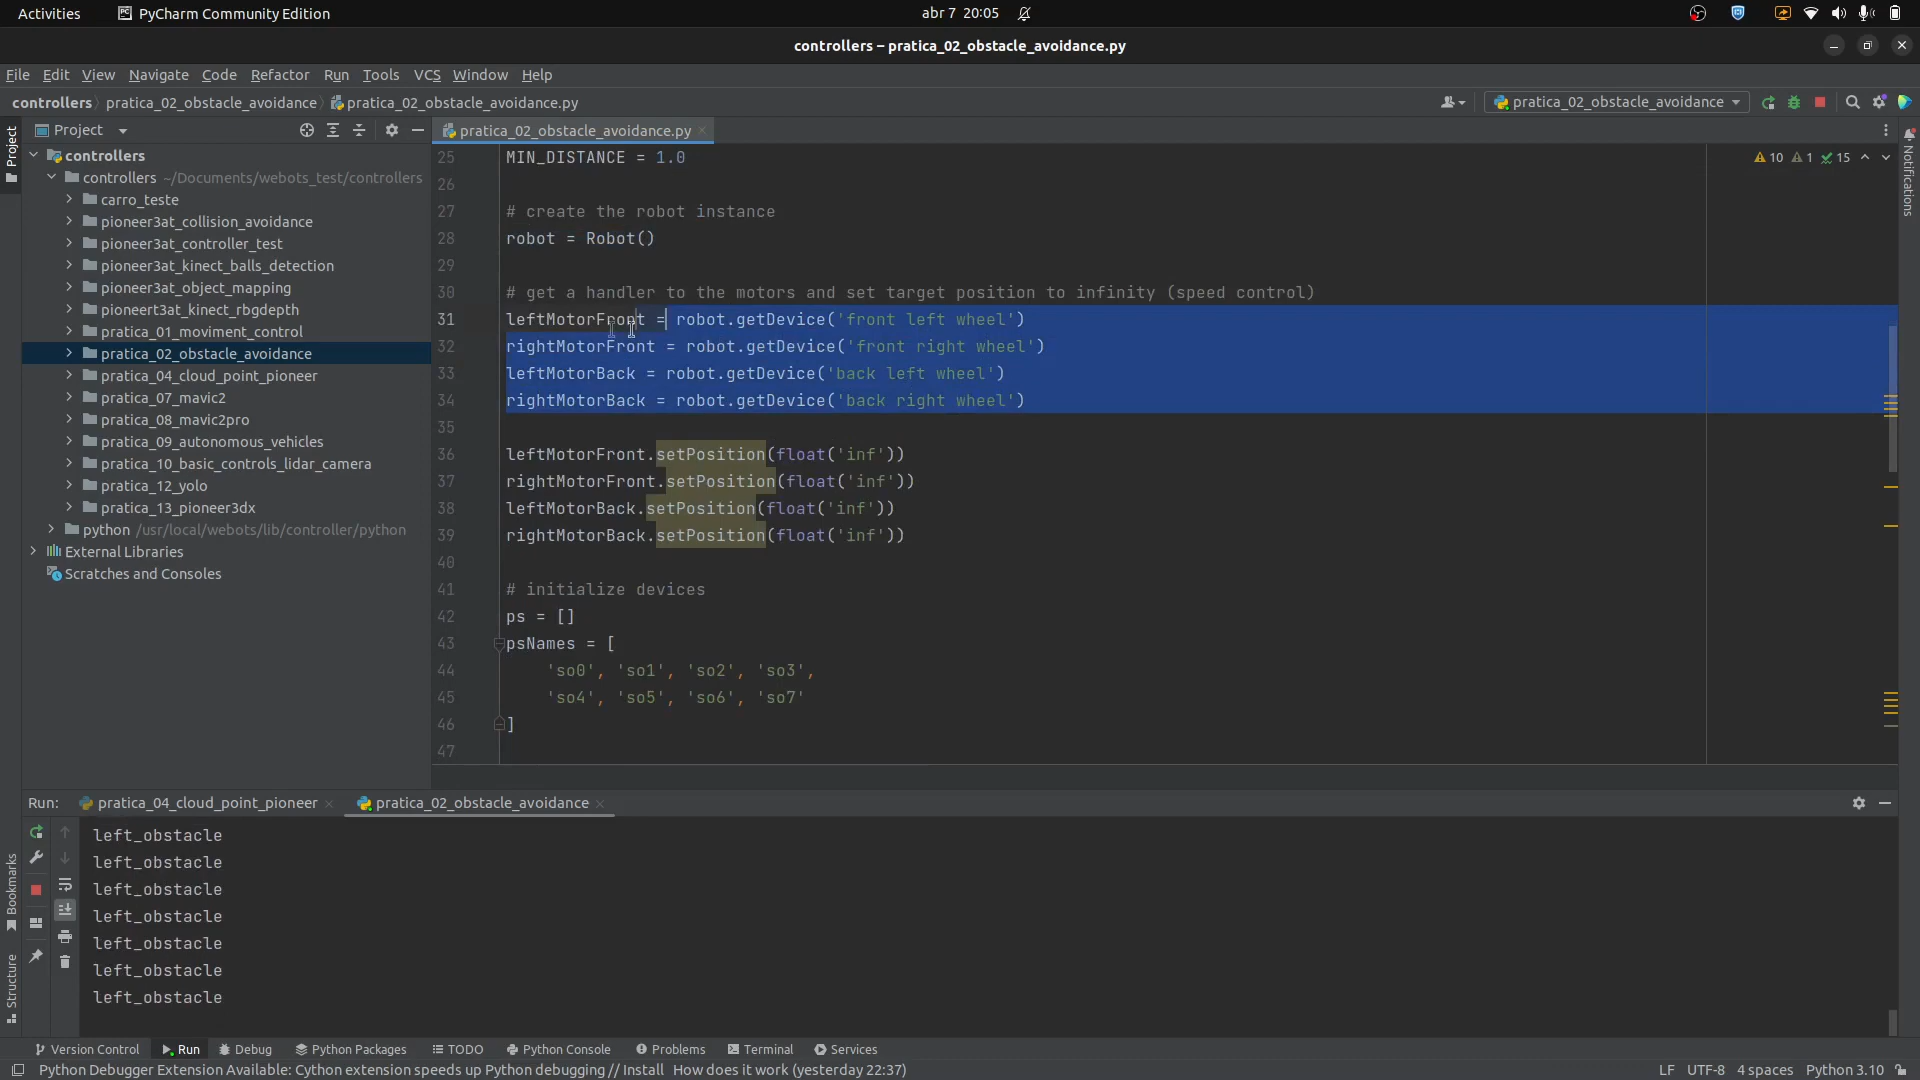 Activities
PyCharm Community Edition
abr 7 20:05
controllers – pratica_02_obstacle_avoidance.py
File Edit View Navigate Code Refactor Run Tools VCS Window Help
controllers pratica_02_obstacle_avoidance pratica_02_obstacle_avoidance.py
pratica_02_obstacle_avoidance
Project
Project
controllers
controllers ~/Documents/webots_test/controllers
carro_teste
pioneer3at_collision_avoidance
pioneer3at_controller_test
pioneer3at_kinect_balls_detection
pioneer3at_object_mapping
pioneert3at_kinect_rbgdepth
pratica_01_moviment_control
pratica_02_obstacle_avoidance
pratica_04_cloud_point_pioneer
pratica_07_mavic2
pratica_08_mavic2pro
pratica_09_autonomous_vehicles
pratica_10_basic_controls_lidar_camera
pratica_12_yolo
pratica_13_pioneer3dx
python /usr/local/webots/lib/controller/python
External Libraries
Scratches and Consoles
pratica_02_obstacle_avoidance.py
10 1 15
Notifications
25 MIN_DISTANCE = 1.0
26
27 # create the robot instance
28 robot = Robot()
29
30 # get a handler to the motors and set target position to infinity (speed control)
31 leftMotorFront = robot.getDevice('front left wheel')
32 rightMotorFront = robot.getDevice('front right wheel')
33 leftMotorBack = robot.getDevice('back left wheel')
34 rightMotorBack = robot.getDevice('back right wheel')
35
36 leftMotorFront.setPosition(float('inf'))
37 rightMotorFront.setPosition(float('inf'))
38 leftMotorBack.setPosition(float('inf'))
39 rightMotorBack.setPosition(float('inf'))
40
41 # initialize devices
42 ps = []
43 psNames = [
44 'so0', 'so1', 'so2', 'so3',
45 'so4', 'so5', 'so6', 'so7'
46 ]
47
Run: pratica_04_cloud_point_pioneer pratica_02_obstacle_avoidance
left_obstacle
left_obstacle
left_obstacle
left_obstacle
left_obstacle
left_obstacle
left_obstacle
Bookmarks
Structure
Version Control Run Debug Python Packages TODO Python Console Problems Terminal Services
Python Debugger Extension Available: Cython extension speeds up Python debugging // Install How does it work (yesterday 22:37)
LF UTF-8 4 spaces Python 3.10